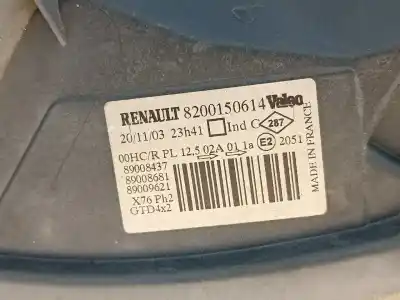 RENAULT 8200150614 Valeo
20/11/03 23h41 Ind C 287
00HC/R PL 12,5 02A 01 1a E2 2051
89008437
89008681
89009621
X76 Ph2
GTD4x2
MADE IN FRANCE